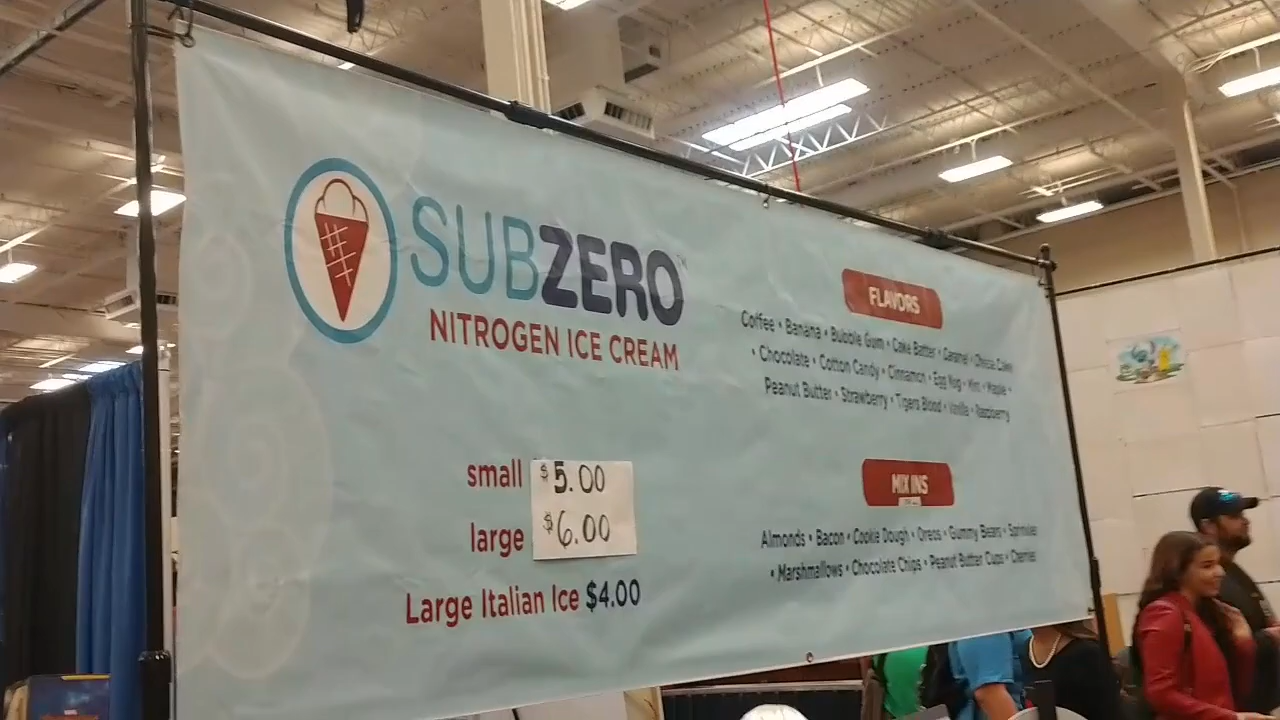 SUBZERO™
NITROGEN ICE CREAM
small $5.00
large $6.00
Large Italian Ice $4.00
FLAVORS
Coffee • Banana • Bubble Gum • Cake Batter • Caramel • Cheese Cake
• Chocolate • Cotton Candy • Cinnamon • Egg Nog • Mint • Maple •
Peanut Butter • Strawberry • Tigers Blood • Vanilla • Raspberry
MIX INS
Almonds • Bacon • Cookie Dough • Oreos • Gummy Bears • Sprinkles
• Marshmallows • Chocolate Chips • Peanut Butter Cups • Cherries